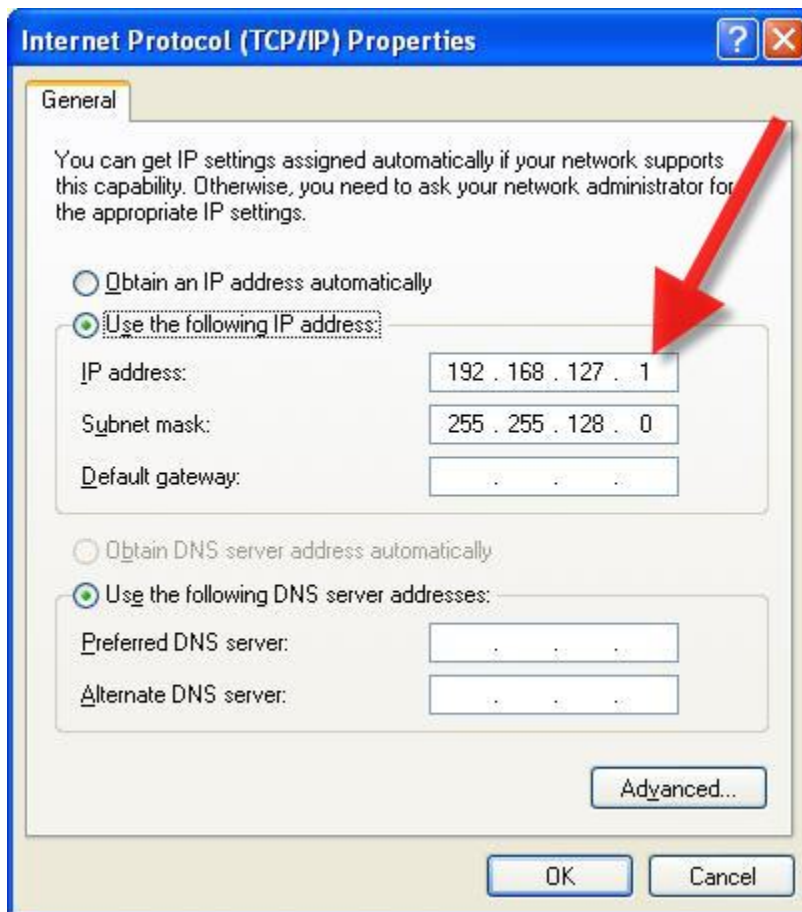 Internet Protocol (TCP/IP) Properties
General
You can get IP settings assigned automatically if your network supports
this capability. Otherwise, you need to ask your network administrator for
the appropriate IP settings.
Obtain an IP address automatically
Use the following IP address:
IP address: 192 . 168 . 127 . 1
Subnet mask: 255 . 255 . 128 . 0
Default gateway: . . .
Obtain DNS server address automatically
Use the following DNS server addresses:
Preferred DNS server: . . .
Alternate DNS server: . . .
Advanced...
OK Cancel